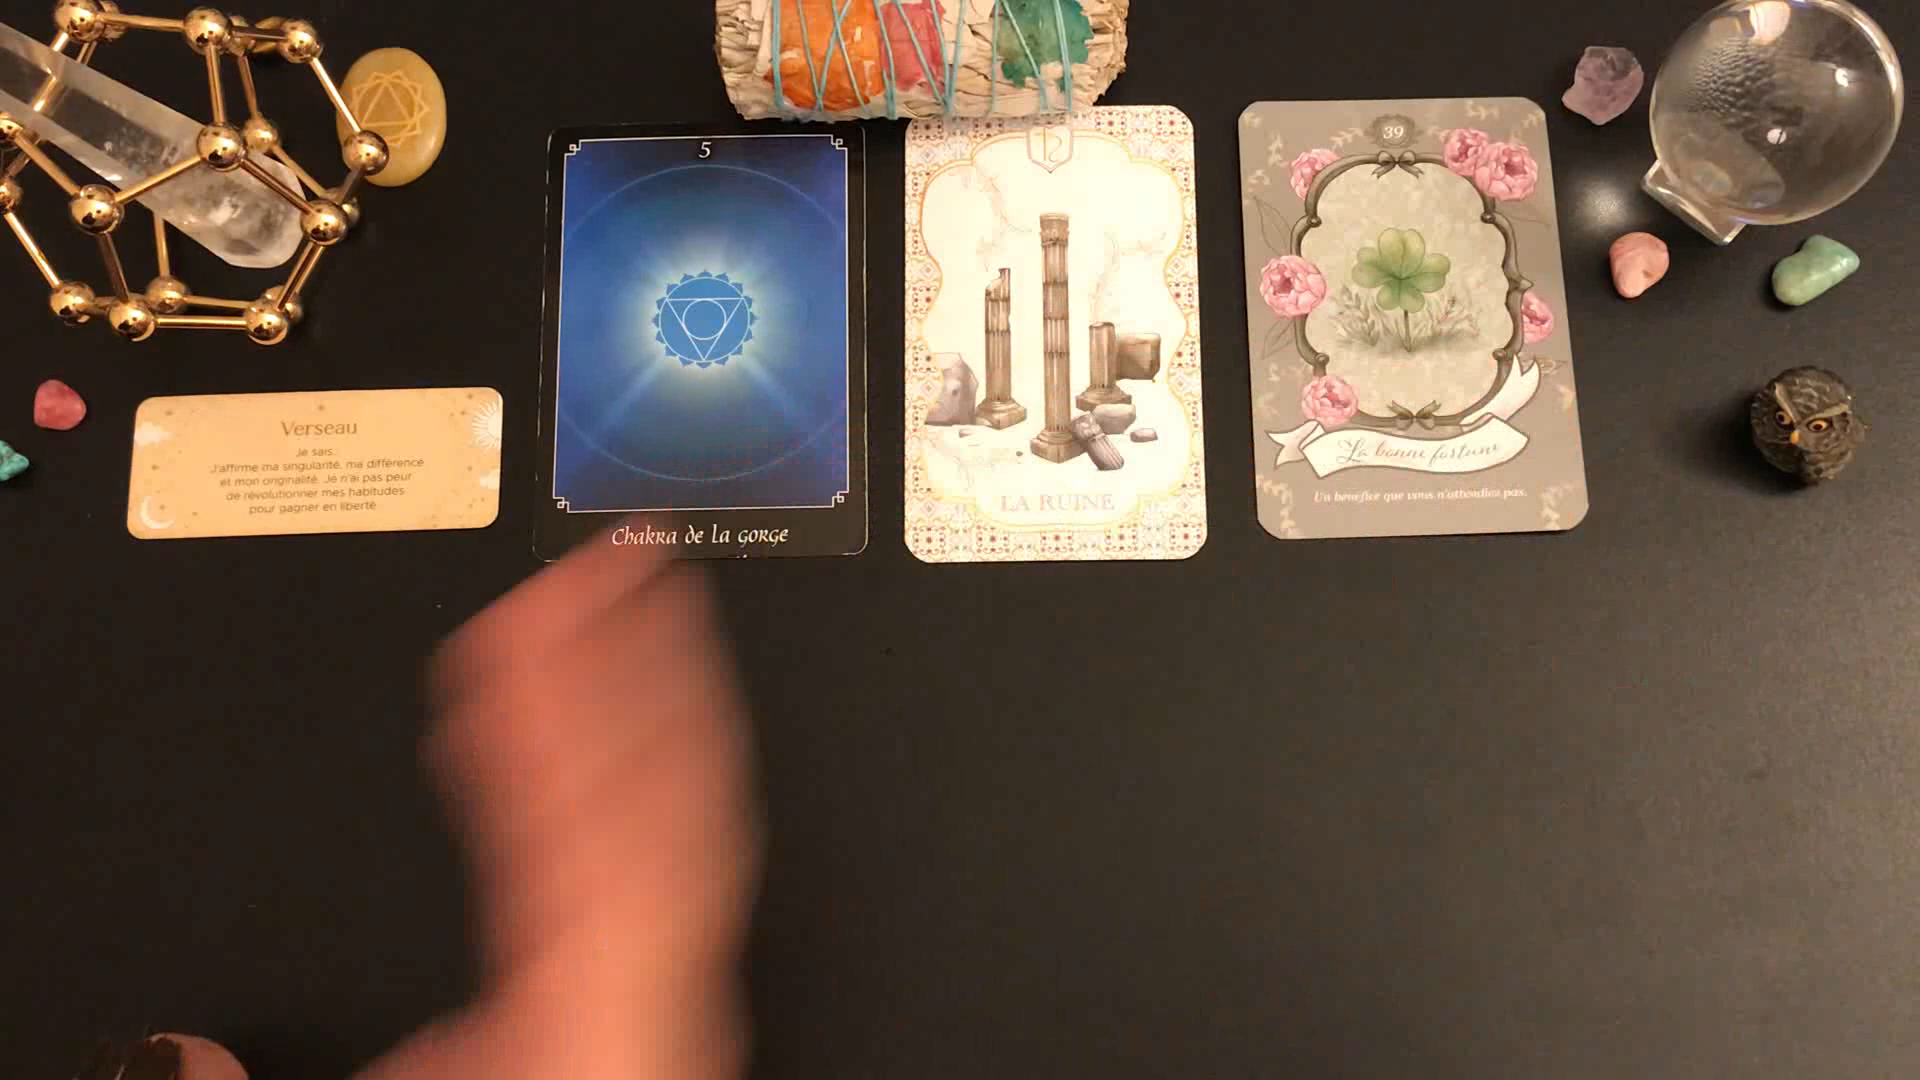 Verseau
Je sais...
J'affirme ma singularité, ma différence
et mon originalité. Je n'ai pas peur
de révolutionner mes habitudes
pour gagner en liberté.
5
Chakra de la gorge
LA RUINE
39
La bonne fortune
Un bénéfice que vous n'attendiez pas.